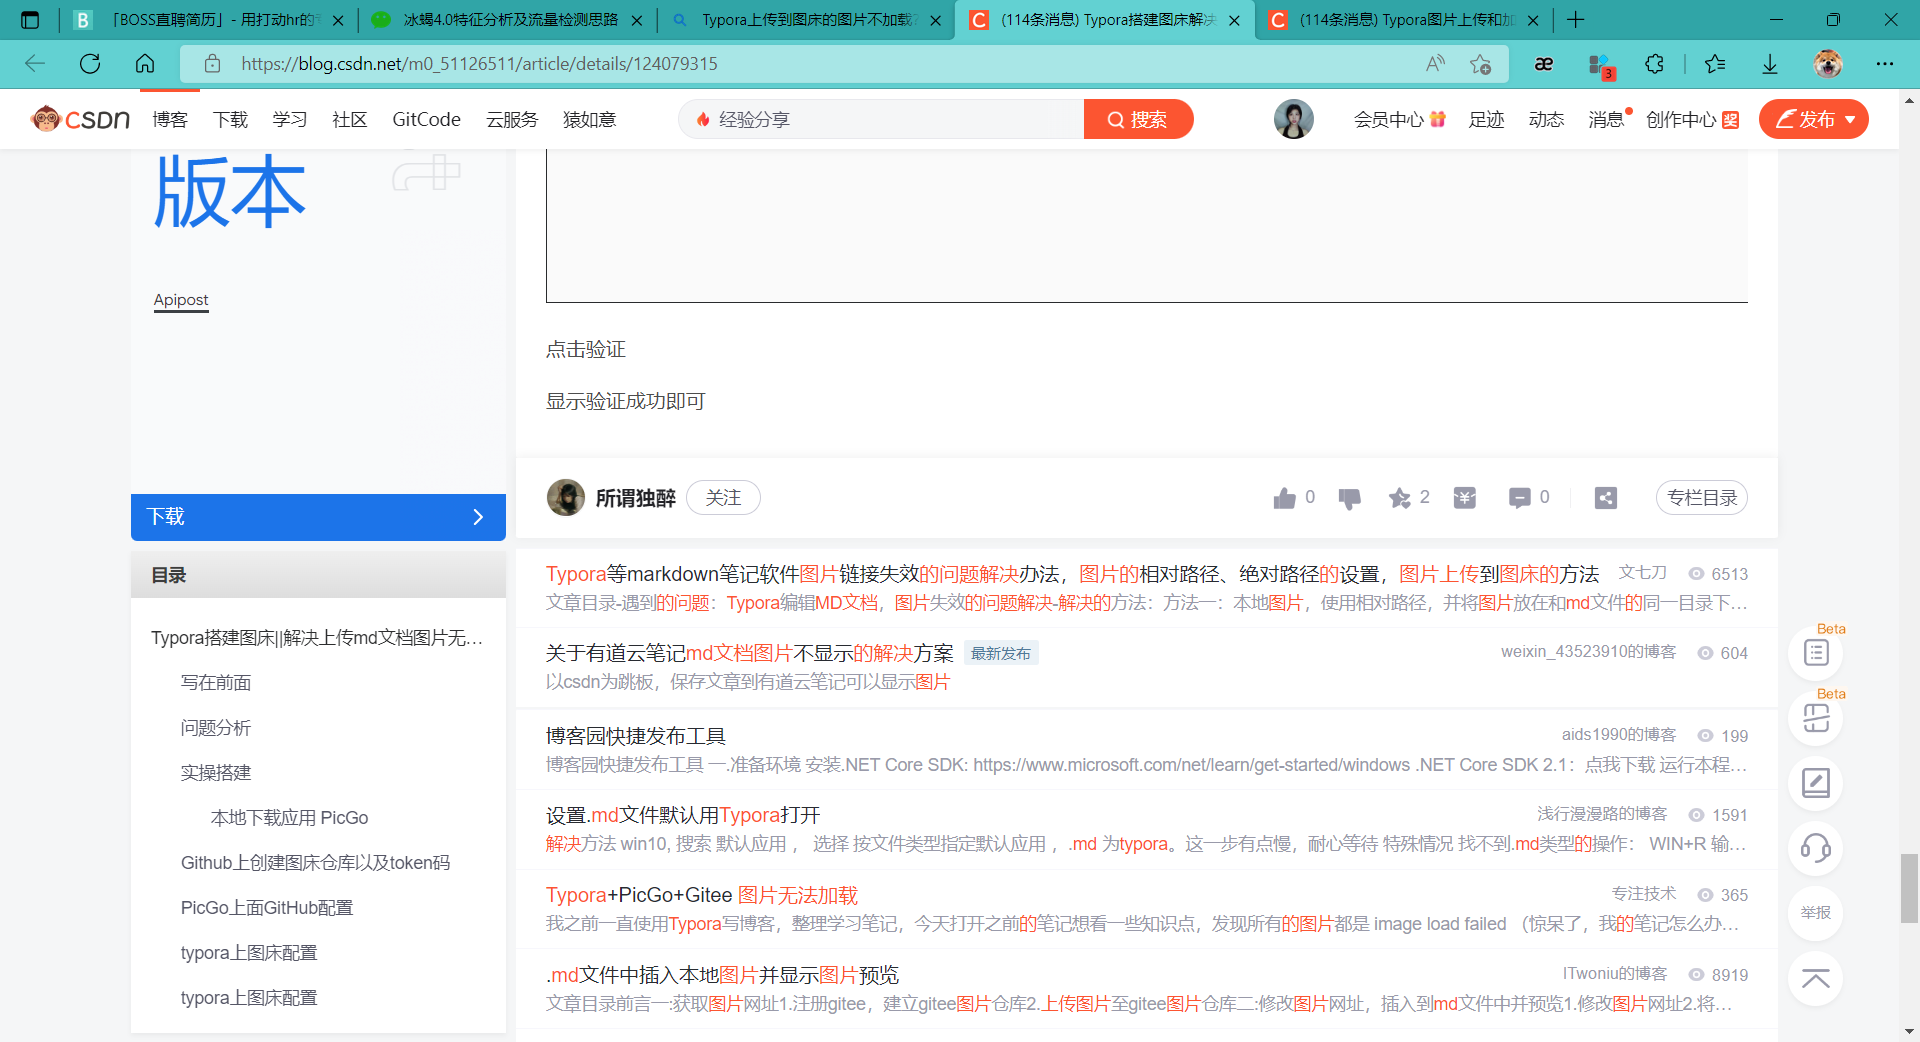 「BOSS直聘简历」- 用打动hr的
冰蝎4.0特征分析及流量检测思路
Typora上传到图床的图片不加载?
(114条消息) Typora搭建图床解决
(114条消息) Typora图片上传和加
https://blog.csdn.net/m0_51126511/article/details/124079315
3
CSDN 博客 下载 学习 社区 GitCode 云服务 猿如意 经验分享 搜索 会员中心 足迹 动态 消息 创作中心 奖 发布
版本
Apipost
下载
目录
Typora搭建图床||解决上传md文档图片无…
写在前面
问题分析
实操搭建
本地下载应用 PicGo
Github上创建图床仓库以及token码
PicGo上面GitHub配置
typora上图床配置
typora上图床配置
点击验证
显示验证成功即可
所谓独醉 关注 0 2 0 专栏目录
Typora等markdown笔记软件图片链接失效的问题解决办法，图片的相对路径、绝对路径的设置，图片上传到图床的方法 文七刀 6513
文章目录-遇到的问题：Typora编辑MD文档，图片失效的问题解决-解决的方法：方法一：本地图片，使用相对路径，并将图片放在和md文件的同一目录下…
关于有道云笔记md文档图片不显示的解决方案 最新发布 weixin_43523910的博客 604
以csdn为跳板，保存文章到有道云笔记可以显示图片
博客园快捷发布工具 aids1990的博客 199
博客园快捷发布工具 一.准备环境 安装.NET Core SDK: https://www.microsoft.com/net/learn/get-started/windows .NET Core SDK 2.1：点我下载 运行本程…
设置.md文件默认用Typora打开 浅行漫漫路的博客 1591
解决方法 win10, 搜索 默认应用 ， 选择 按文件类型指定默认应用 ，.md 为typora。这一步有点慢，耐心等待 特殊情况 找不到.md类型的操作： WIN+R 输…
Typora+PicGo+Gitee 图片无法加载 专注技术 365
我之前一直使用Typora写博客，整理学习笔记，今天打开之前的笔记想看一些知识点，发现所有的图片都是 image load failed （惊呆了，我的笔记怎么办…
.md文件中插入本地图片并显示图片预览 ITwoniu的博客 8919
文章目录前言一:获取图片网址1.注册gitee，建立gitee图片仓库2.上传图片至gitee图片仓库二:修改图片网址，插入到md文件中并预览1.修改图片网址2.将…
Beta
Beta
举报